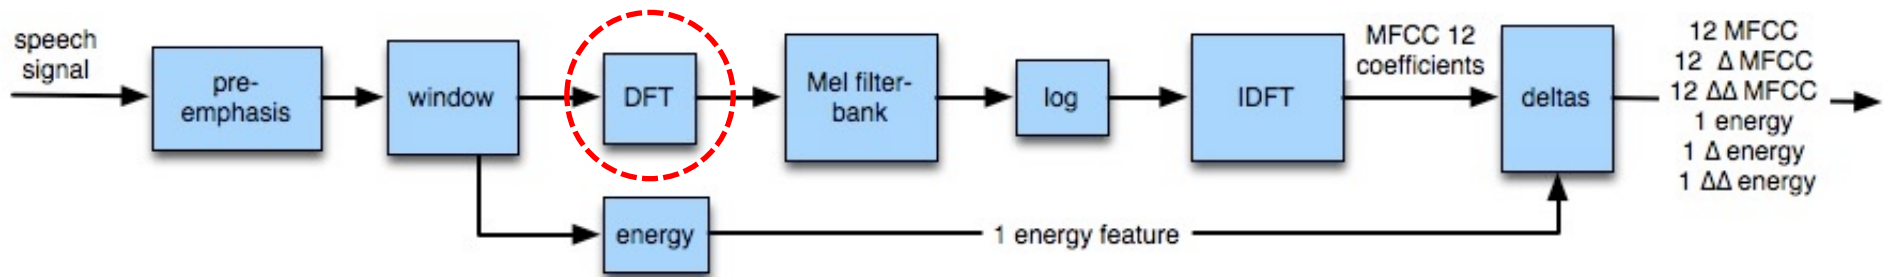 speech
signal
pre-
emphasis
window
DFT
Mel filter-
bank
log
IDFT
MFCC 12
coefficients
deltas
12 MFCC
12 Δ MFCC
12 ΔΔ MFCC
1 energy
1 Δ energy
1 ΔΔ energy
energy
1 energy feature